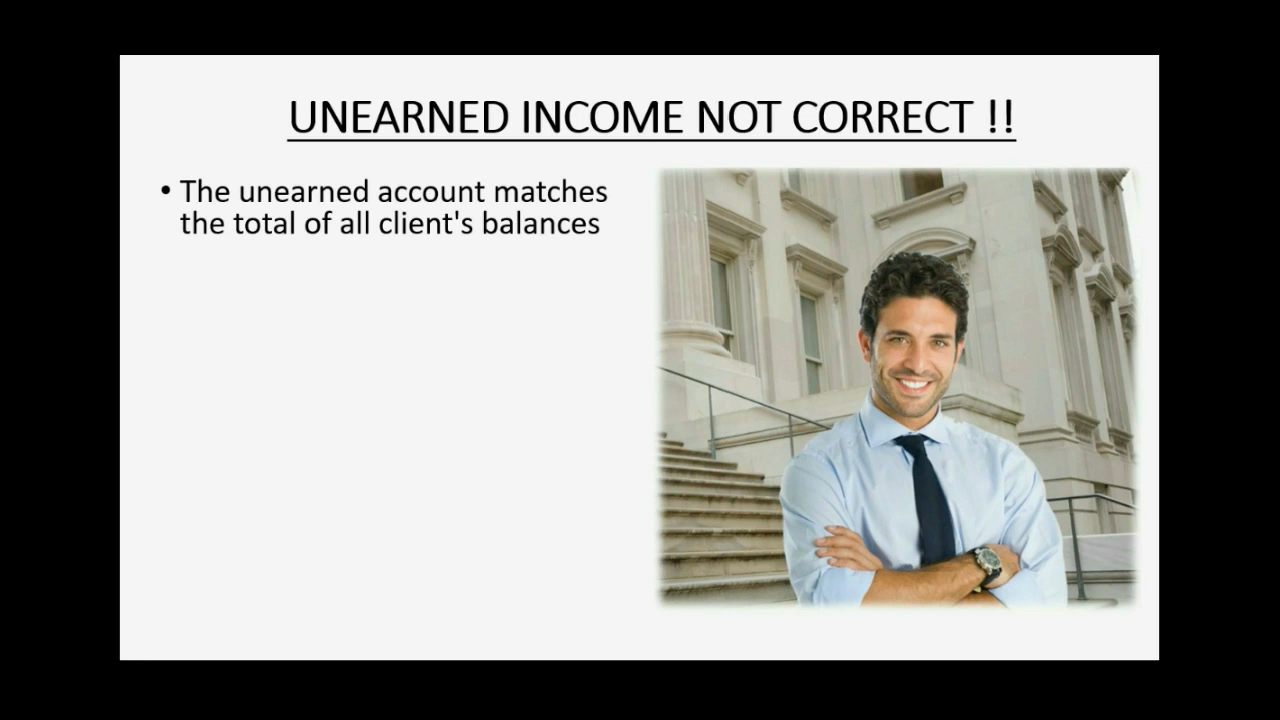 UNEARNED INCOME NOT CORRECT !!
• The unearned account matches
the total of all client's balances